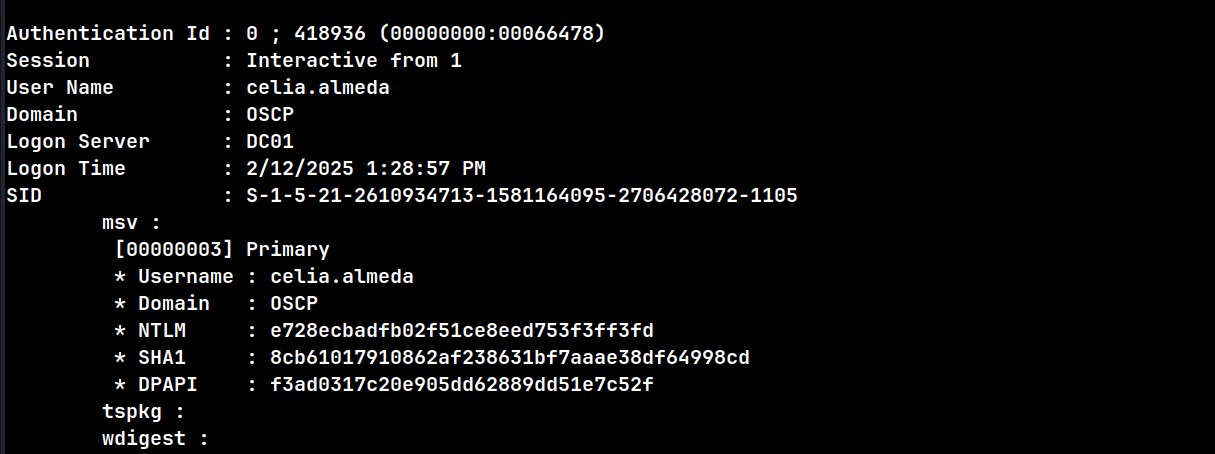 Authentication Id : 0 ; 418936 (00000000:00066478)
Session           : Interactive from 1
User Name         : celia.almeda
Domain            : OSCP
Logon Server      : DC01
Logon Time        : 2/12/2025 1:28:57 PM
SID               : S-1-5-21-2610934713-1581164095-2706428072-1105
        msv :
         [00000003] Primary
         * Username : celia.almeda
         * Domain   : OSCP
         * NTLM     : e728ecbadfb02f51ce8eed753f3ff3fd
         * SHA1     : 8cb61017910862af238631bf7aaae38df64998cd
         * DPAPI    : f3ad0317c20e905dd62889dd51e7c52f
        tspkg :
        wdigest :